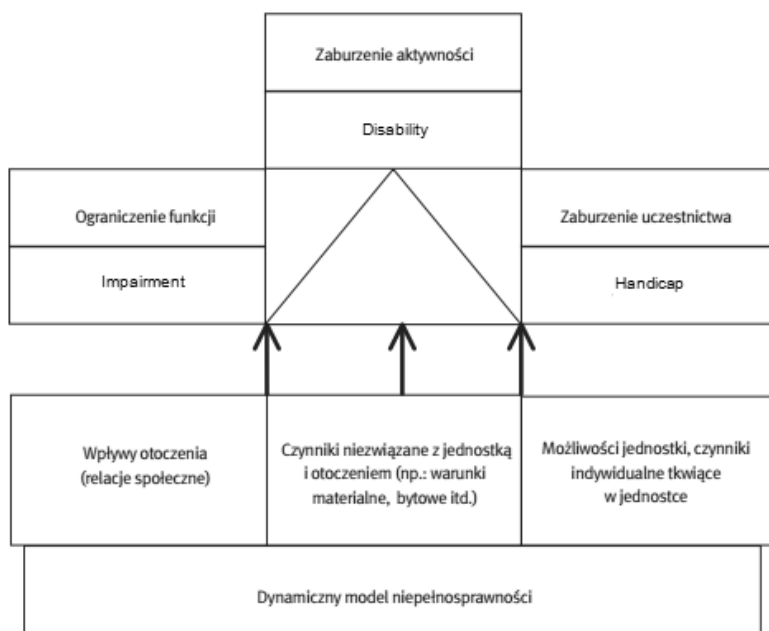 Zaburzenie aktywności
Disability
Ograniczenie funkcji
Impairment
Zaburzenie uczestnictwa
Handicap
Wpływy otoczenia
(relacje społeczne)
Czynniki niezwiązane z jednostką
i otoczeniem (np.: warunki
materialne, bytowe itd.)
Możliwości jednostki, czynniki
indywidualne tkwiące
w jednostce
Dynamiczny model niepełnosprawności